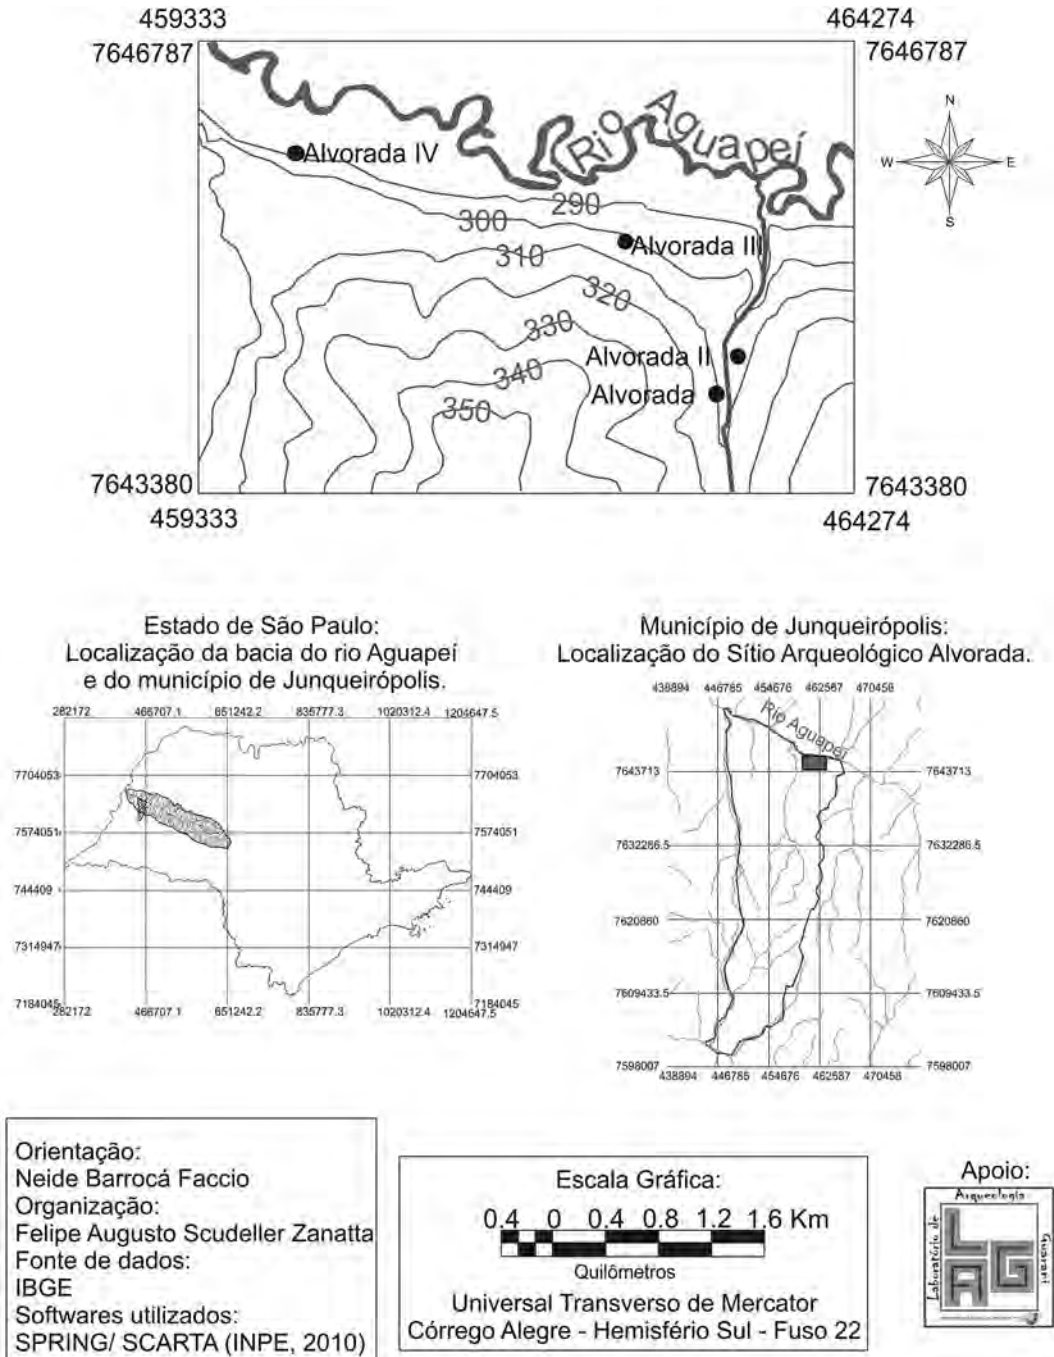 459333
464274
7646787
7646787
Rio Aguapeí
N
W
E
S
Alvorada IV
290
300
Alvorada III
310
320
330
Alvorada II
340
Alvorada
350
7643380
7643380
459333
464274
Estado de São Paulo:
Localização da bacia do rio Aguapeí
e do município de Junqueirópolis.
282172 466707.1 651242.2 835777.3 1020312.4 1204647.5
7704053 7704053
7574051 7574051
744409 744409
7314947 7314947
7184045 7184045
282172 466707.1 651242.2 835777.3 1020312.4 1204647.5
Município de Junqueirópolis:
Localização do Sítio Arqueológico Alvorada.
438894 446785 454676 462567 470458
Rio Aguapeí
7643713 7643713
7632286.5 7632286.5
7620860 7620860
7609433.5 7609433.5
7598007 7598007
438894 446785 454676 462567 470458
Orientação:
Neide Barrocá Faccio
Organização:
Felipe Augusto Scudeller Zanatta
Fonte de dados:
IBGE
Softwares utilizados:
SPRING/ SCARTA (INPE, 2010)
Escala Gráfica:
0.4 0 0.4 0.8 1.2 1.6 Km
Quilômetros
Universal Transverso de Mercator
Córrego Alegre - Hemisfério Sul - Fuso 22
Apoio:
Arqueologia
Laboratório de
Guarani
LAG